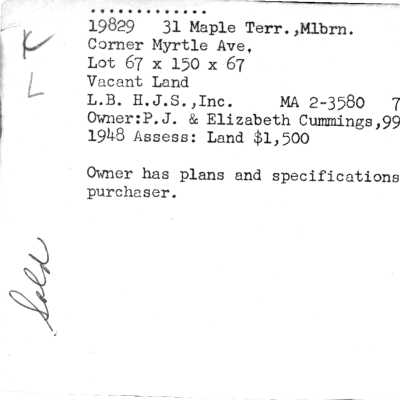 .............
19829 31 Maple Terr.,Mlbrn.
Corner Myrtle Ave.
Lot 67 x 150 x 67
Vacant Land
L.B. H.J.S.,Inc. MA 2-3580 7
Owner:P.J. & Elizabeth Cummings,99
1948 Assess: Land $1,500
Owner has plans and specifications
purchaser.
K
L
Sold